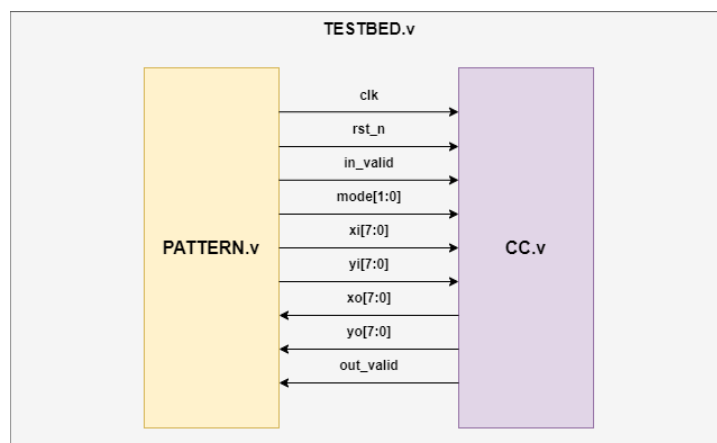 TESTBED.v
clk
rst_n
in_valid
mode[1:0]
xi[7:0]
PATTERN.v
CC.v
yi[7:0]
xo[7:0]
yo[7:0]
out_valid